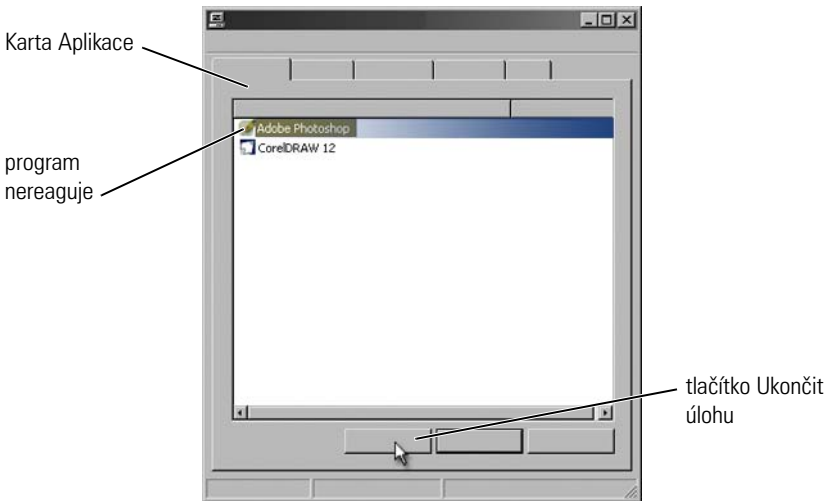 Karta Aplikace
Adobe Photoshop
CorelDRAW 12
program
nereaguje
tlačítko Ukončit
úlohu